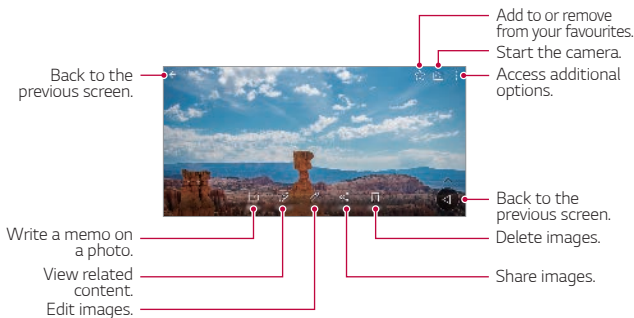 Add to or remove
from your favourites.
Start the camera.
Back to the
previous screen.
Access additional
options.
Back to the
previous screen.
Write a memo on
a photo.
Delete images.
View related
content.
Share images.
Edit images.